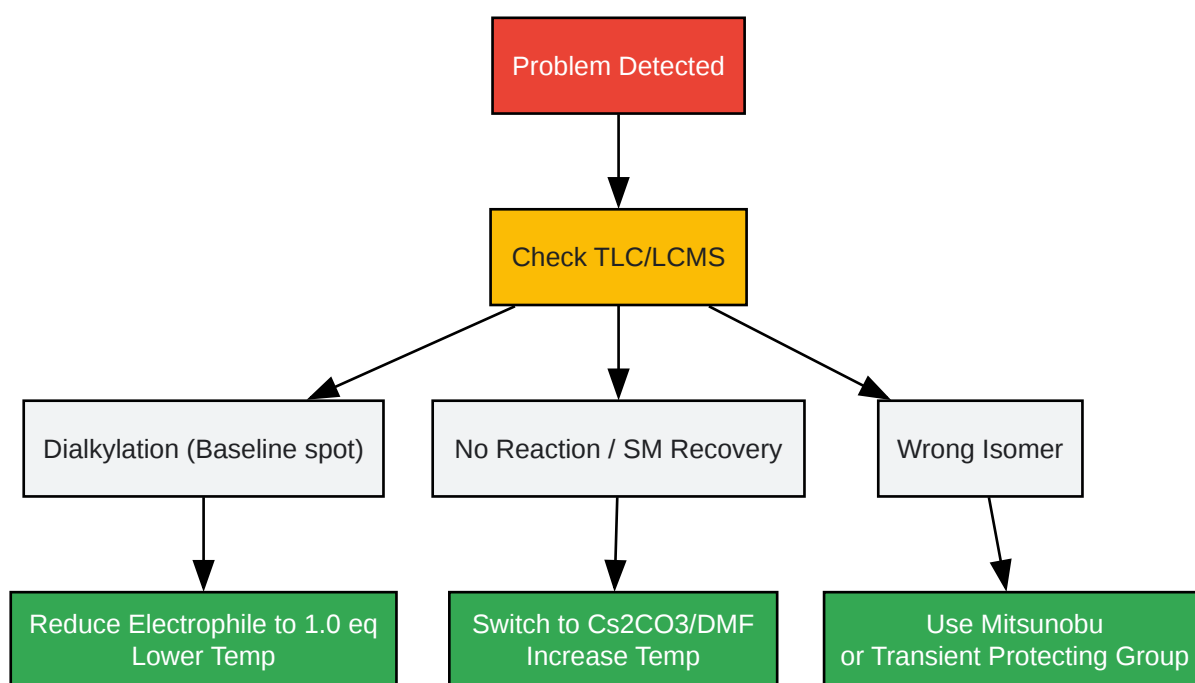 Problem Detected
Check TLC/LCMS
Dialkylation (Baseline spot)
No Reaction / SM Recovery
Wrong Isomer
Reduce Electrophile to 1.0 eq
Lower Temp
Switch to Cs2CO3/DMF
Increase Temp
Use Mitsunobu
or Transient Protecting Group